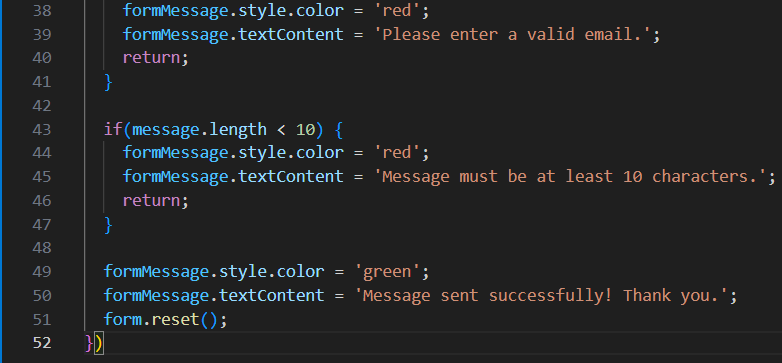 38 formMessage.style.color = 'red';
39 formMessage.textContent = 'Please enter a valid email.';
40 return;
41 }
42
43 if(message.length < 10) {
44 formMessage.style.color = 'red';
45 formMessage.textContent = 'Message must be at least 10 characters.';
46 return;
47 }
48
49 formMessage.style.color = 'green';
50 formMessage.textContent = 'Message sent successfully! Thank you.';
51 form.reset();
52 })